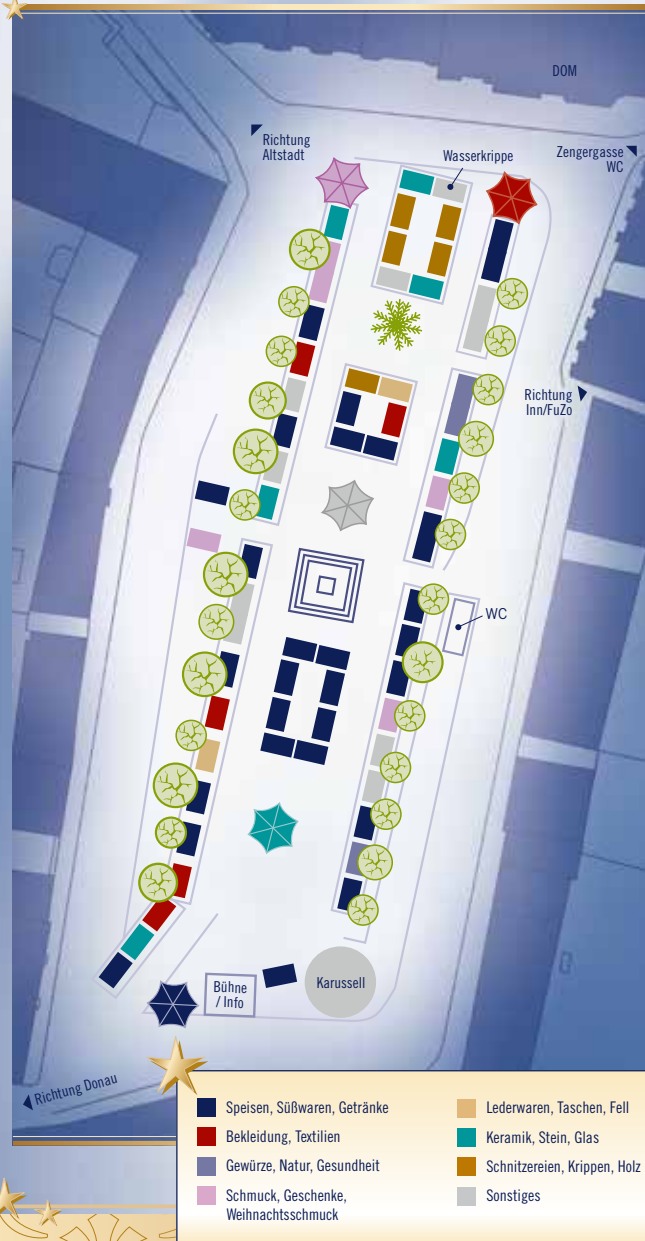 DOM
Richtung
Altstadt
Wasserkrippe
Zengergasse
WC
Richtung
Inn/FuZo
WC
Bühne
/ Info
Karussell
Richtung Donau
Speisen, Süßwaren, Getränke
Bekleidung, Textilien
Gewürze, Natur, Gesundheit
Schmuck, Geschenke,
Weihnachtsschmuck
Lederwaren, Taschen, Fell
Keramik, Stein, Glas
Schnitzereien, Krippen, Holz
Sonstiges